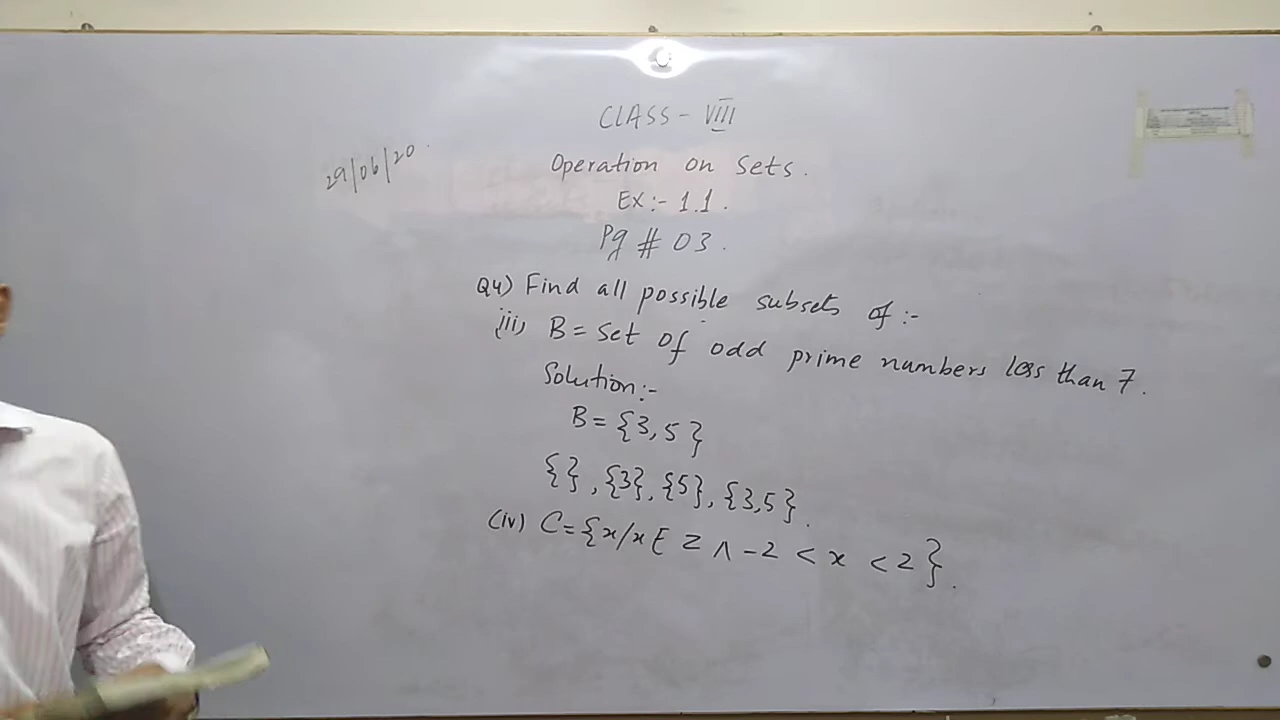 CLASS - VIII
29/06/20.
Operation on Sets.
Ex:- 1.1.
Pg # 03.
Q4) Find all possible subsets of :-
(iii) B = Set of odd prime numbers less than 7.
Solution:-
B = {3,5}
{ }, {3}, {5}, {3,5}.
(iv) C = {x/x ∈ Z ∧ -2 < x < 2}.